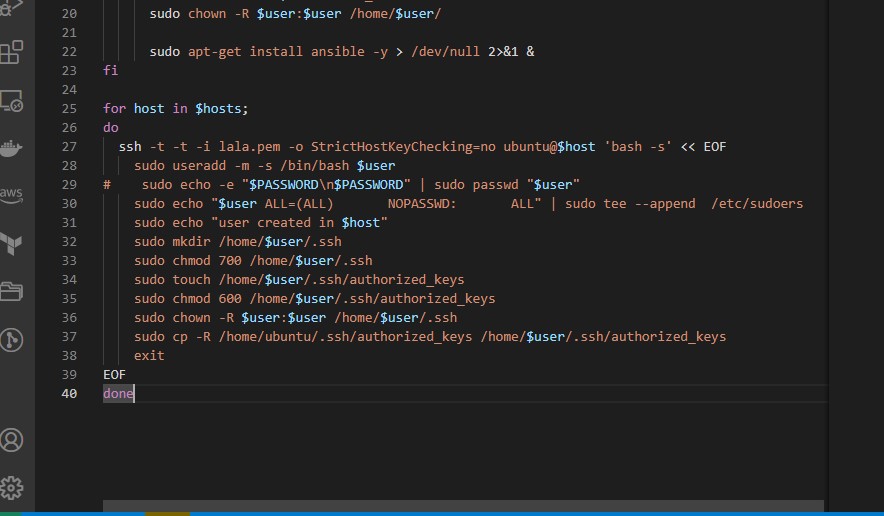 20 sudo chown -R $user:$user /home/$user/
21
22 sudo apt-get install ansible -y > /dev/null 2>&1 &
23 fi
24
25 for host in $hosts;
26 do
27 ssh -t -t -i lala.pem -o StrictHostKeyChecking=no ubuntu@$host 'bash -s' << EOF
28 sudo useradd -m -s /bin/bash $user
29 # sudo echo -e "$PASSWORD\n$PASSWORD" | sudo passwd "$user"
30 sudo echo "$user ALL=(ALL) NOPASSWD: ALL" | sudo tee --append /etc/sudoers
31 sudo echo "user created in $host"
32 sudo mkdir /home/$user/.ssh
33 sudo chmod 700 /home/$user/.ssh
34 sudo touch /home/$user/.ssh/authorized_keys
35 sudo chmod 600 /home/$user/.ssh/authorized_keys
36 sudo chown -R $user:$user /home/$user/.ssh
37 sudo cp -R /home/ubuntu/.ssh/authorized_keys /home/$user/.ssh/authorized_keys
38 exit
39 EOF
40 done
aws